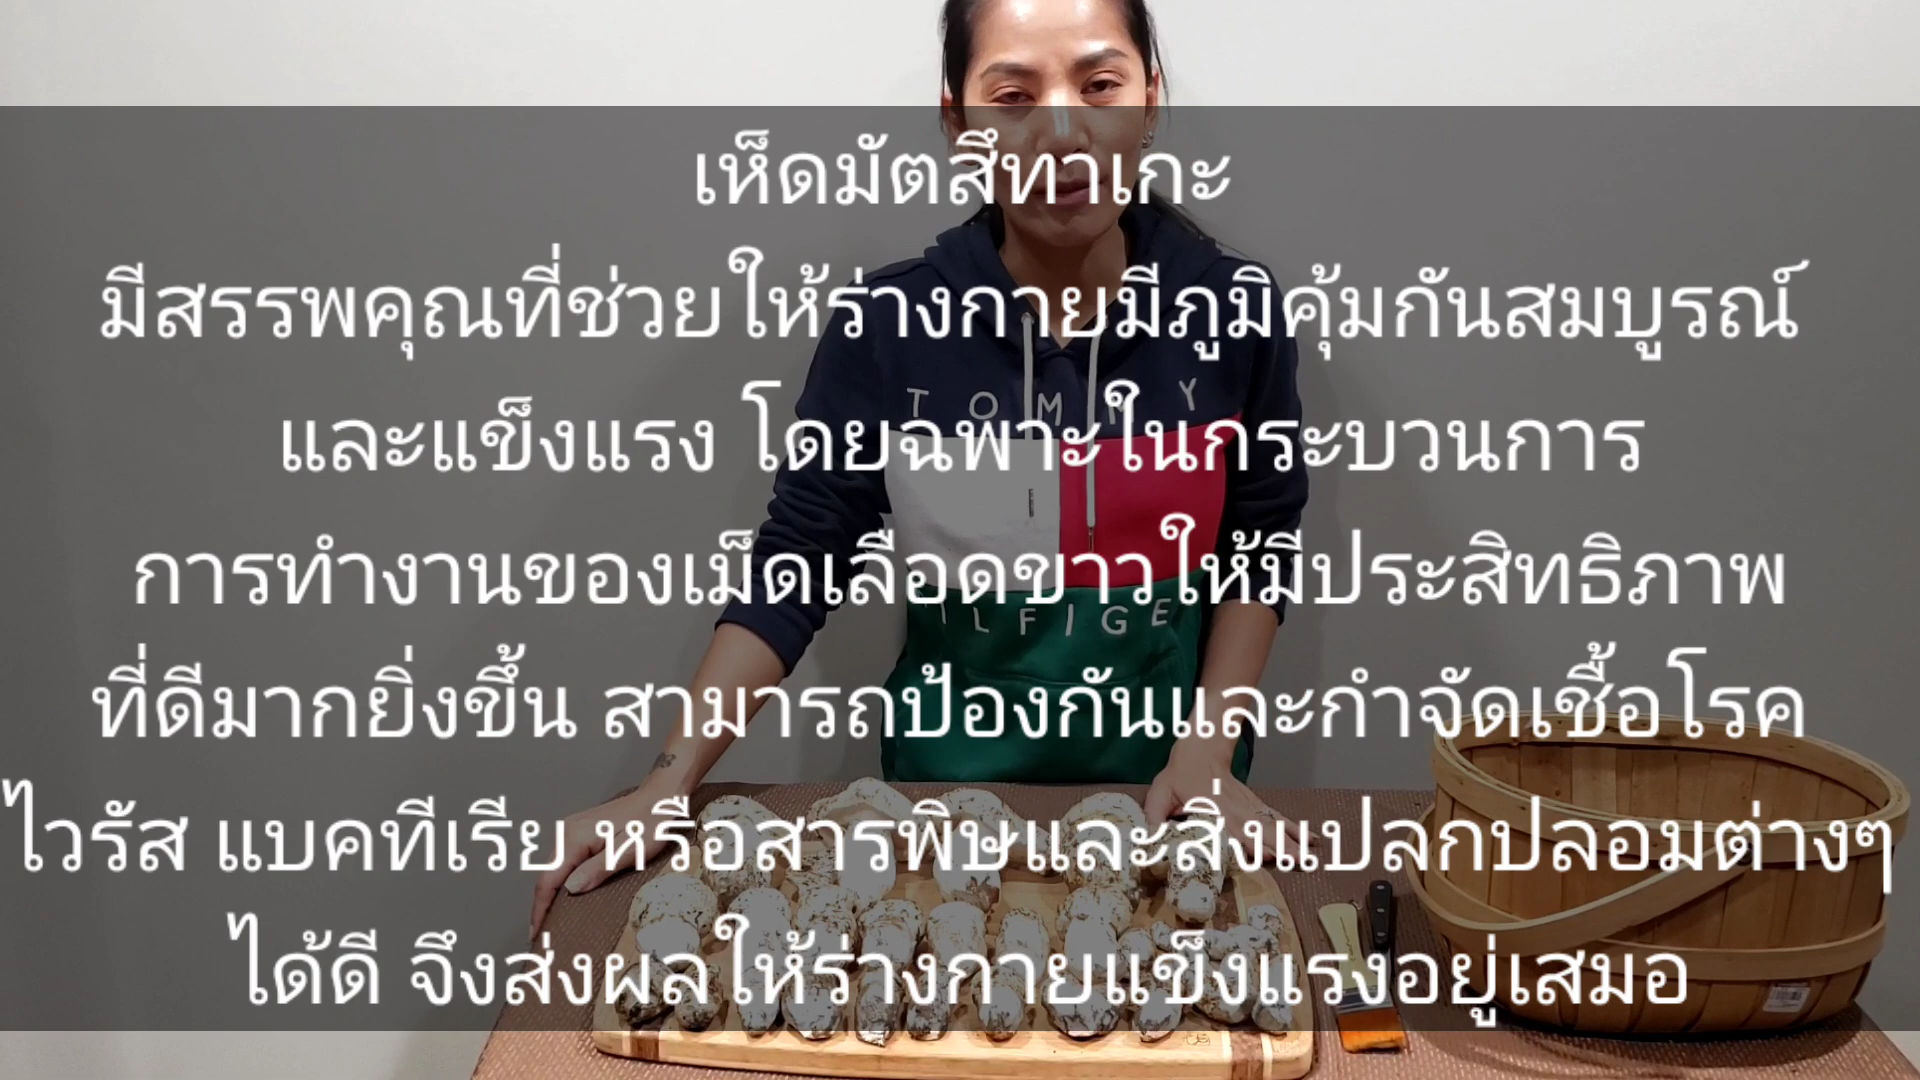 เห็ดมัตสึทาเกะ
มีสรรพคุณที่ช่วยให้ร่างกายมีภูมิคุ้มกันสมบูรณ์
และแข็งแรง โดยฉพาะในกระบวนการ
การทำงานของเม็ดเลือดขาวให้มีประสิทธิภาพ
ที่ดีมากยิ่งขึ้น สามารถป้องกันและกำจัดเชื้อโรค
ไวรัส แบคทีเรีย หรือสารพิษและสิ่งแปลกปลอมต่างๆ
ได้ดี จึงส่งผลให้ร่างกายแข็งแรงอยู่เสมอ
TOMMY
ILFIGE